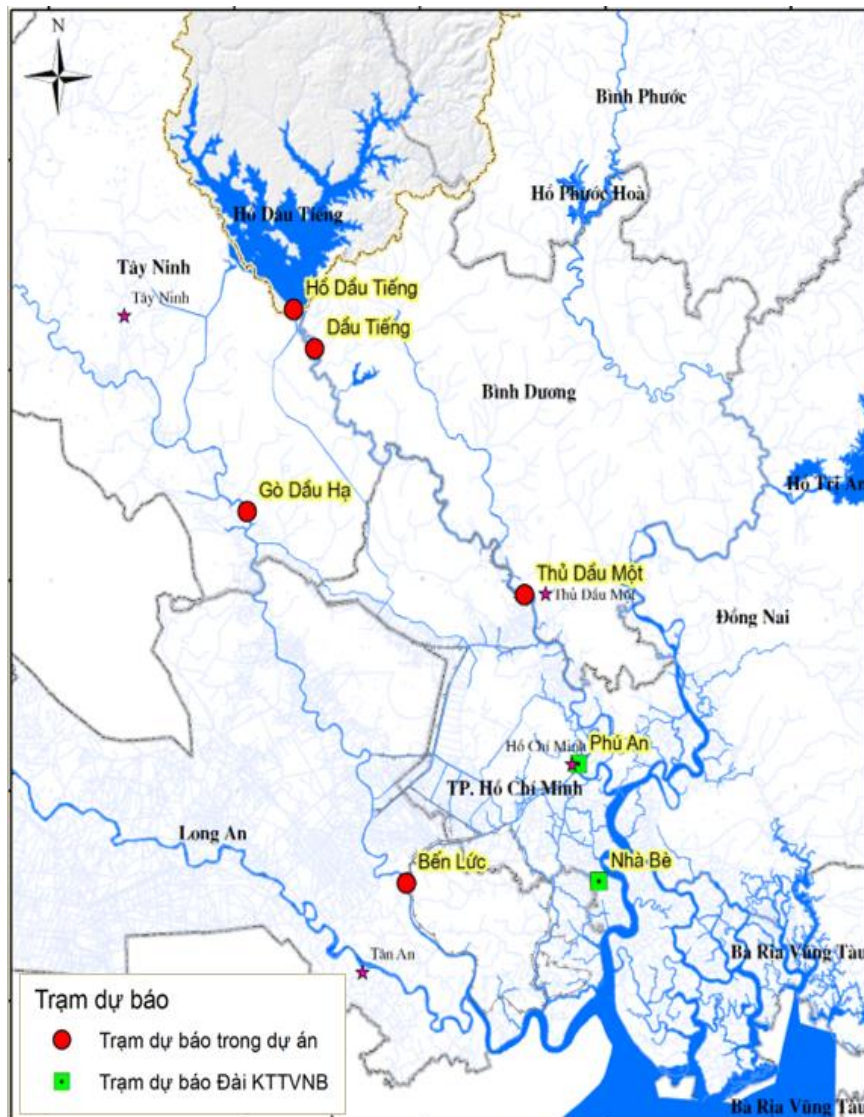 N
Bình Phước
Hồ Phước Hoà
Hồ Dầu Tiếng
Tây Ninh
Tây Ninh
Hồ Dầu Tiếng
Dầu Tiếng
Bình Dương
Hồ Trị An
Gò Dầu Hạ
Thủ Dầu Một
Thủ Dầu Một
Đồng Nai
Hồ Chí Minh
Phú An
TP. Hồ Chí Minh
Long An
Bến Lức
Nhà Bè
Tân An
Bà Rịa Vũng Tàu
Trạm dự báo
Trạm dự báo trong dự án
Trạm dự báo Đài KTTVNB
Bà Rịa Vũng Tàu